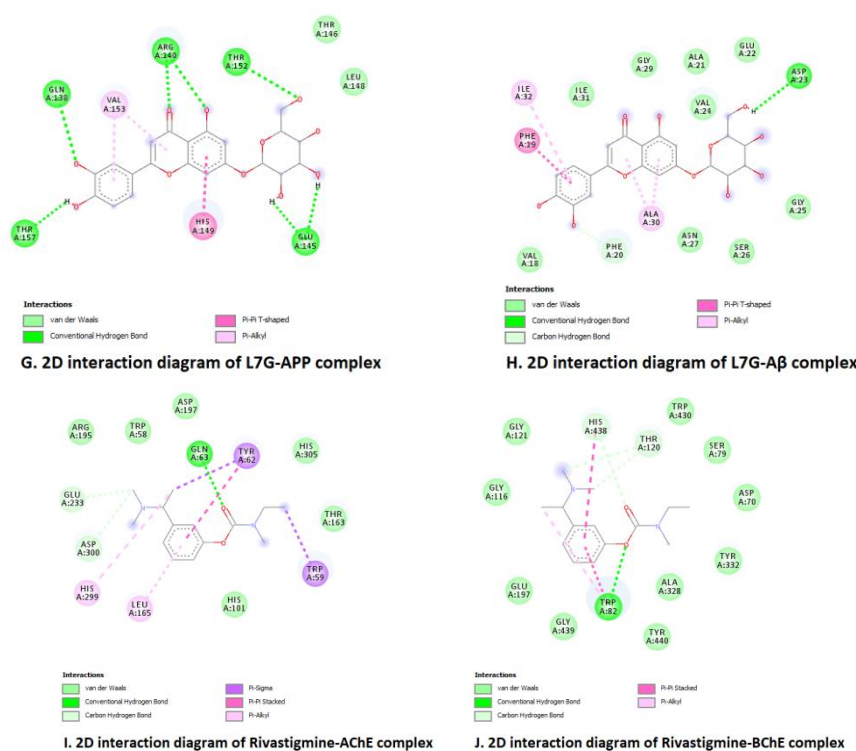 THR
A:146
ARG
A:140
THR
A:152
LEU
A:148
GLN
A:138
VAL
A:153
H
H
H
THR
A:157
HIS
A:149
GLU
A:145
Interactions
van der Waals
Conventional Hydrogen Bond
Pi-Pi T-shaped
Pi-Alkyl
G. 2D interaction diagram of L7G-APP complex
GLU
A:22
ALA
A:21
GLY
A:29
ASP
A:23
ILE
A:32
ILE
A:31
VAL
A:24
H
PHE
A:19
GLY
A:25
ALA
A:30
ASN
A:27
SER
A:26
PHE
A:20
VAL
A:18
Interactions
van der Waals
Conventional Hydrogen Bond
Carbon Hydrogen Bond
Pi-Pi T-shaped
Pi-Alkyl
H. 2D interaction diagram of L7G-Aβ complex
ASP
A:197
ARG
A:195
TRP
A:58
GLN
A:63
TYR
A:62
HIS
A:305
GLU
A:233
THR
A:163
ASP
A:300
TRP
A:59
HIS
A:299
LEU
A:165
HIS
A:101
Interactions
van der Waals
Conventional Hydrogen Bond
Carbon Hydrogen Bond
Pi-Sigma
Pi-Pi Stacked
Pi-Alkyl
I. 2D interaction diagram of Rivastigmine-AChE complex
TRP
A:430
HIS
A:438
GLY
A:121
THR
A:120
SER
A:79
GLY
A:116
ASP
A:70
TYR
A:332
GLU
A:197
ALA
A:328
TRP
A:82
GLY
A:439
TYR
A:440
Interactions
van der Waals
Conventional Hydrogen Bond
Carbon Hydrogen Bond
Pi-Pi Stacked
Pi-Alkyl
J. 2D interaction diagram of Rivastigmine-BChE complex